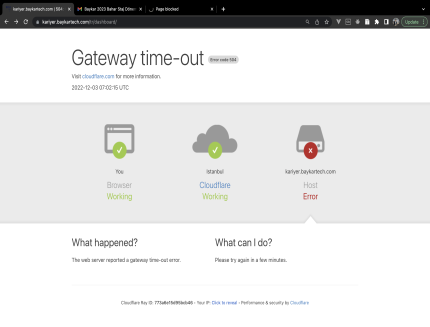 kariyer.baykartech.com | 504
Baykar 2023 Bahar Staj Döne
Page blocked
kariyer.baykartech.com/tr/dashboard/
Update
Gateway time-out Error code 504
Visit cloudflare.com for more information.
2022-12-03 07:02:15 UTC
You
Browser
Working
Istanbul
Cloudflare
Working
kariyer.baykartech.com
Host
Error
What happened?
The web server reported a gateway time-out error.
What can I do?
Please try again in a few minutes.
Cloudflare Ray ID: • Your IP: Click to reveal • Performance & security by Cloudflare